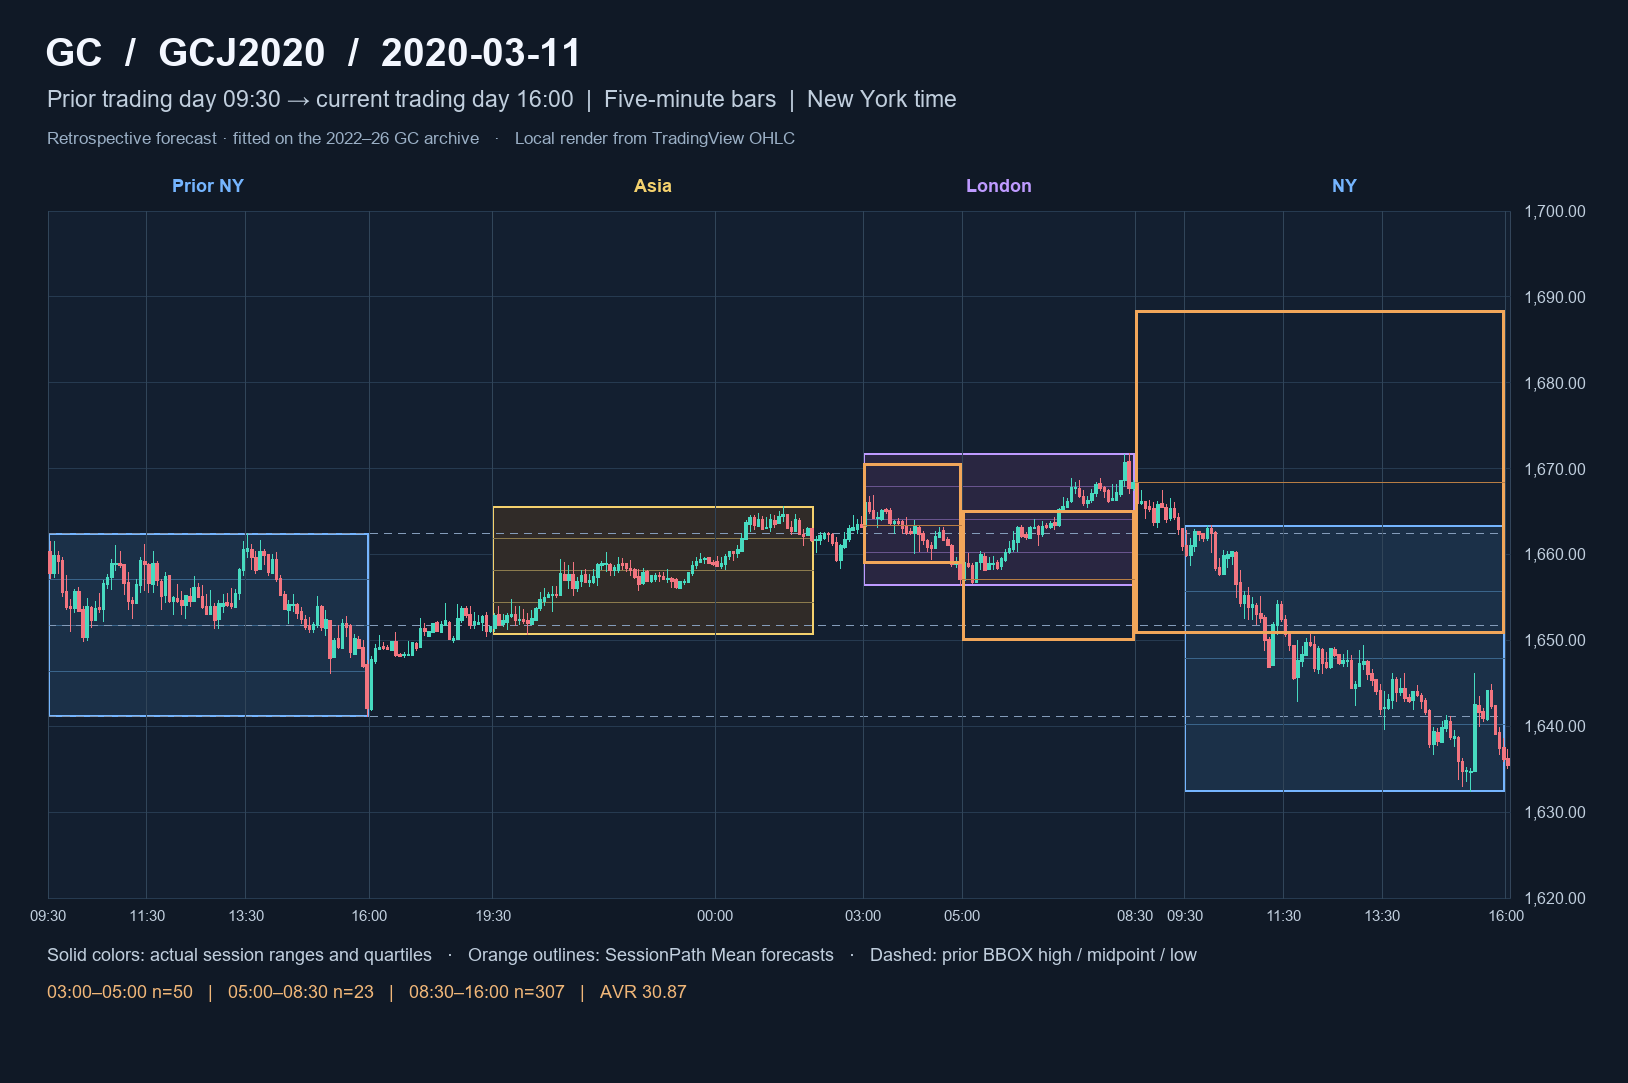 GC / GCJ2020 / 2020-03-11
Prior trading day 09:30 → current trading day 16:00 | Five-minute bars | New York time
Retrospective forecast · fitted on the 2022–26 GC archive · Local render from TradingView OHLC
Prior NY Asia London NY
1,700.00
1,690.00
1,680.00
1,670.00
1,660.00
1,650.00
1,640.00
1,630.00
1,620.00
09:30 11:30 13:30 16:00 19:30 00:00 03:00 05:00 08:30 09:30 11:30 13:30 16:00
Solid colors: actual session ranges and quartiles · Orange outlines: SessionPath Mean forecasts · Dashed: prior BBOX high / midpoint / low
03:00–05:00 n=50 | 05:00–08:30 n=23 | 08:30–16:00 n=307 | AVR 30.87